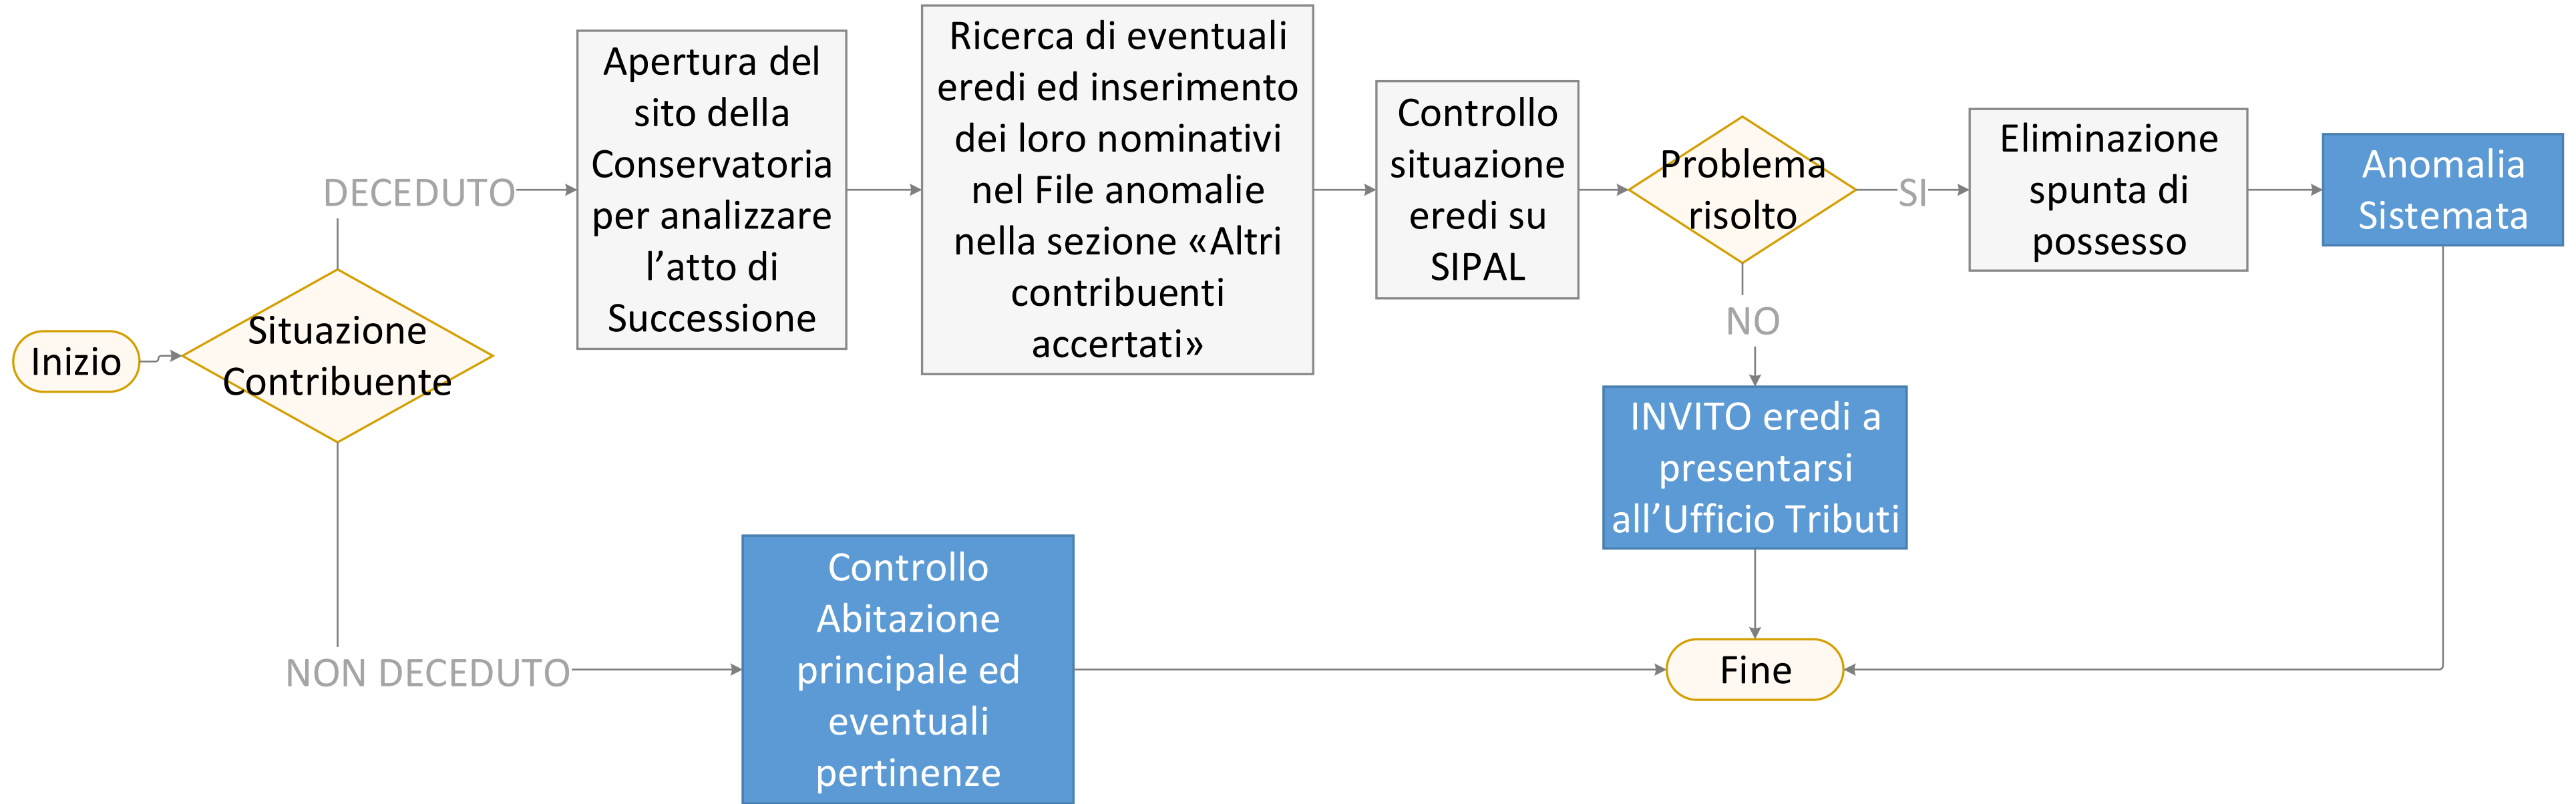 Inizio
Situazione
Contribuente
DECEDUTO
Apertura del
sito della
Conservatoria
per analizzare
l’atto di
Successione
Ricerca di eventuali
eredi ed inserimento
dei loro nominativi
nel File anomalie
nella sezione «Altri
contribuenti
accertati»
Controllo
situazione
eredi su
SIPAL
Problema
risolto
SI
Eliminazione
spunta di
possesso
Anomalia
Sistemata
NO
INVITO eredi a
presentarsi
all’Ufficio Tributi
NON DECEDUTO
Controllo
Abitazione
principale ed
eventuali
pertinenze
Fine